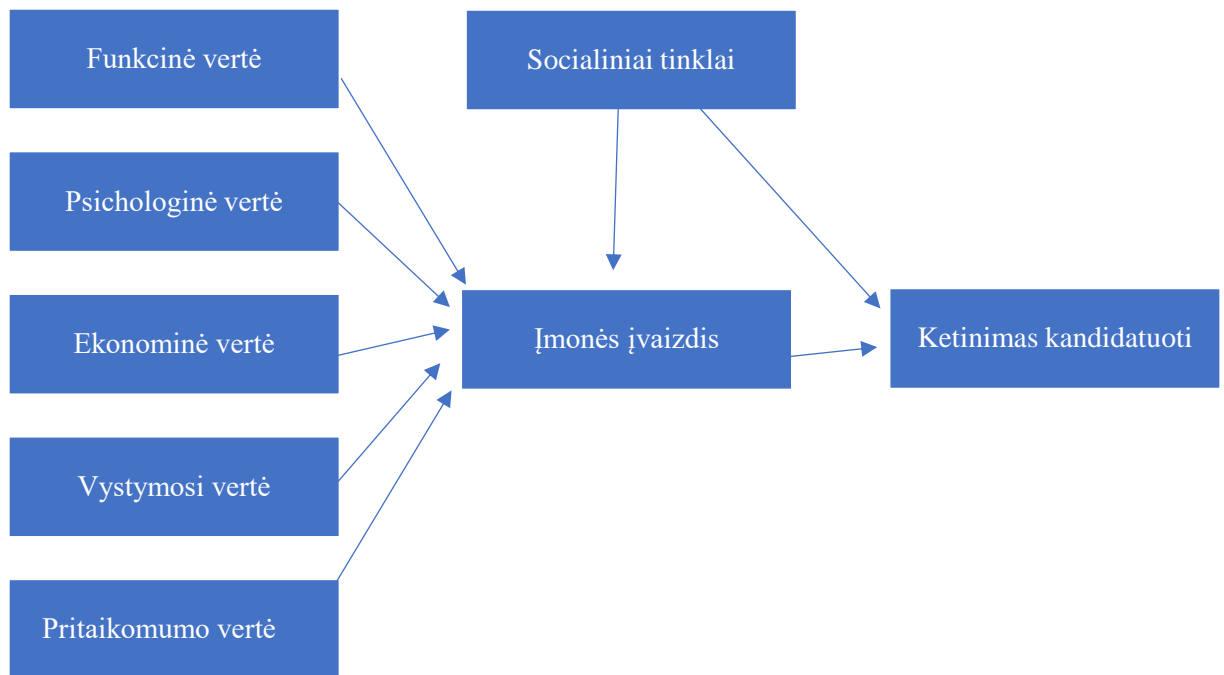 Funkcinė vertė
Socialiniai tinklai
Psichologinė vertė
Ekonominė vertė
Įmonės įvaizdis
Ketinimas kandidatuoti
Vystymosi vertė
Pritaikomumo vertė